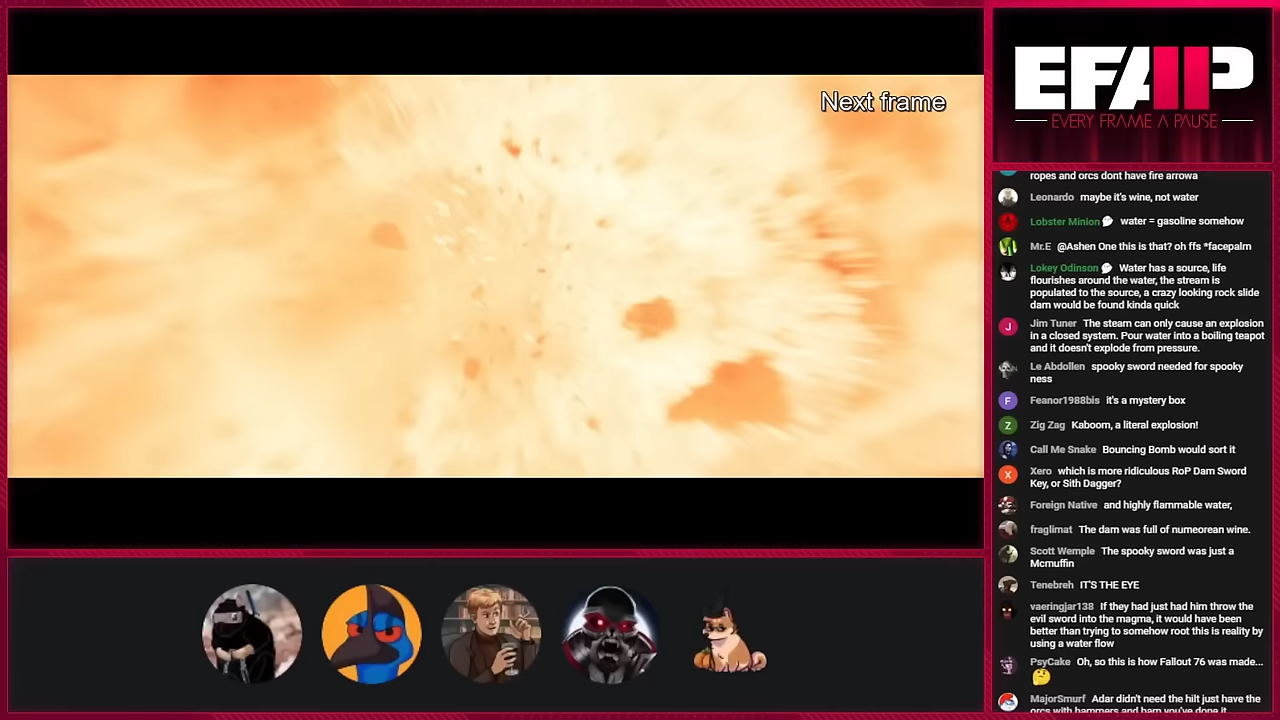 Next frame
EFAP
EVERY FRAME A PAUSE
ropes and orcs dont have fire arrowa
Leonardo maybe it's wine, not water
Lobster Minion water = gasoline somehow
Mr.E @Ashen One this is that? oh ffs *facepalm
Lokey Odinson Water has a source, life
flourishes around the water, the stream is
populated to the source, a crazy looking rock slide
dam would be found kinda quick
J
Jim Tuner The steam can only cause an explosion
in a closed system. Pour water into a boiling teapot
and it doesn't explode from pressure.
Le Abdollen spooky sword needed for spooky
ness
F
Feanor1988bis it's a mystery box
Z
Zig Zag Kaboom, a literal explosion!
Call Me Snake Bouncing Bomb would sort it
X
Xero which is more ridiculous RoP Dam Sword
Key, or Sith Dagger?
Foreign Native and highly flammable water,
fraglimat The dam was full of numeorean wine.
Scott Wemple The spooky sword was just a
Mcmuffin
Tenebreh IT'S THE EYE
vaeringjar138 If they had just had him throw the
evil sword into the magma, it would have been
better than trying to somehow root this is reality by
using a water flow
PsyCake Oh, so this is how Fallout 76 was made...
MajorSmurf Adar didn't need the hilt just have the
orcs with hammers and bam you've done it